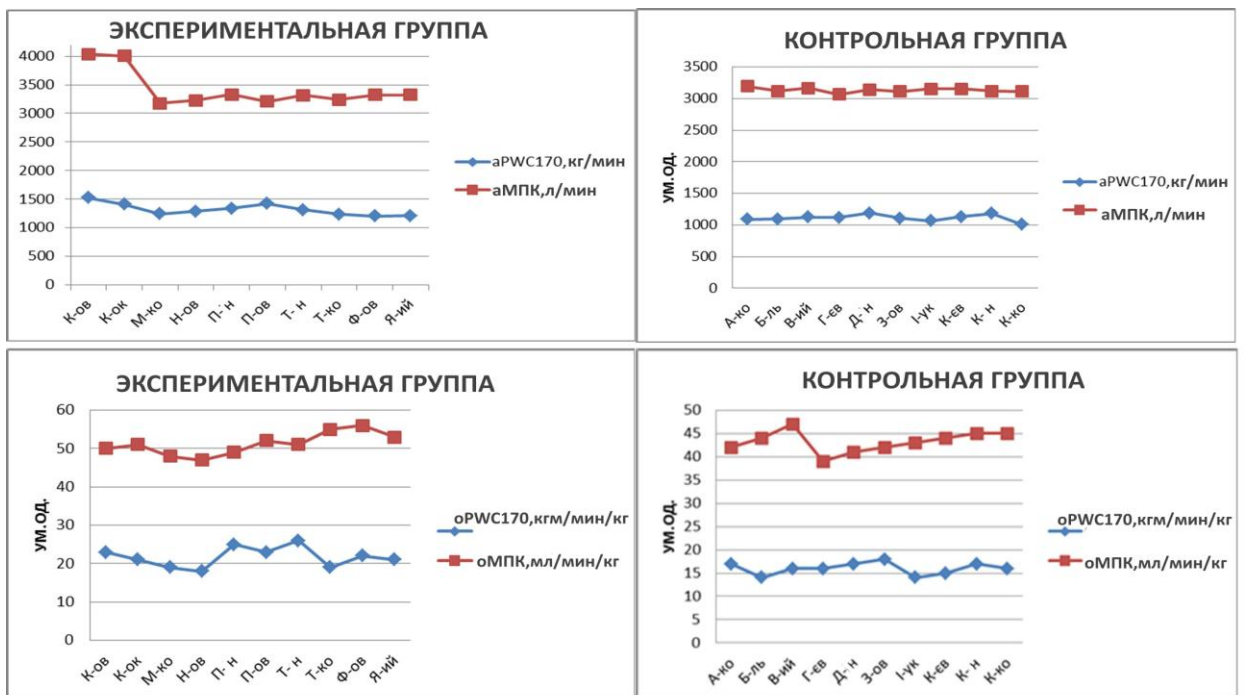 ЭКСПЕРИМЕНТАЛЬНАЯ ГРУППА
4000
3500
3000
2500
2000
1500
1000
500
0
К-ов К-ок М-ко Н-ов П-н П-ов Т- н Т-ко Ф-ов Я-ий
аPWC170,кг/мин
аМПК,л/мин
КОНТРОЛЬНАЯ ГРУППА
УМ.ОД.
3500
3000
2500
2000
1500
1000
500
0
А-ко Б-ль В-ий Г-єв Д- н З-ов І-ук К-єв К- н К-ко
аPWC170,кг/мин
аМПК,л/мин
ЭКСПЕРИМЕНТАЛЬНАЯ ГРУППА
УМ.ОД.
60
50
40
30
20
10
0
К-ов К-ок М-ко Н-ов П- н П-ов Т- н Т-ко Ф-ов Я-ий
оPWC170,кгм/мин/кг
оМПК,мл/мин/кг
КОНТРОЛЬНАЯ ГРУППА
УМ.ОД.
50
45
40
35
30
25
20
15
10
5
0
А-ко Б-ль В-ий Г-єв Д- н З-ов І-ук К-єв К- н К-ко
оPWC170,кгм/мин/кг
оМПК,мл/мин/кг